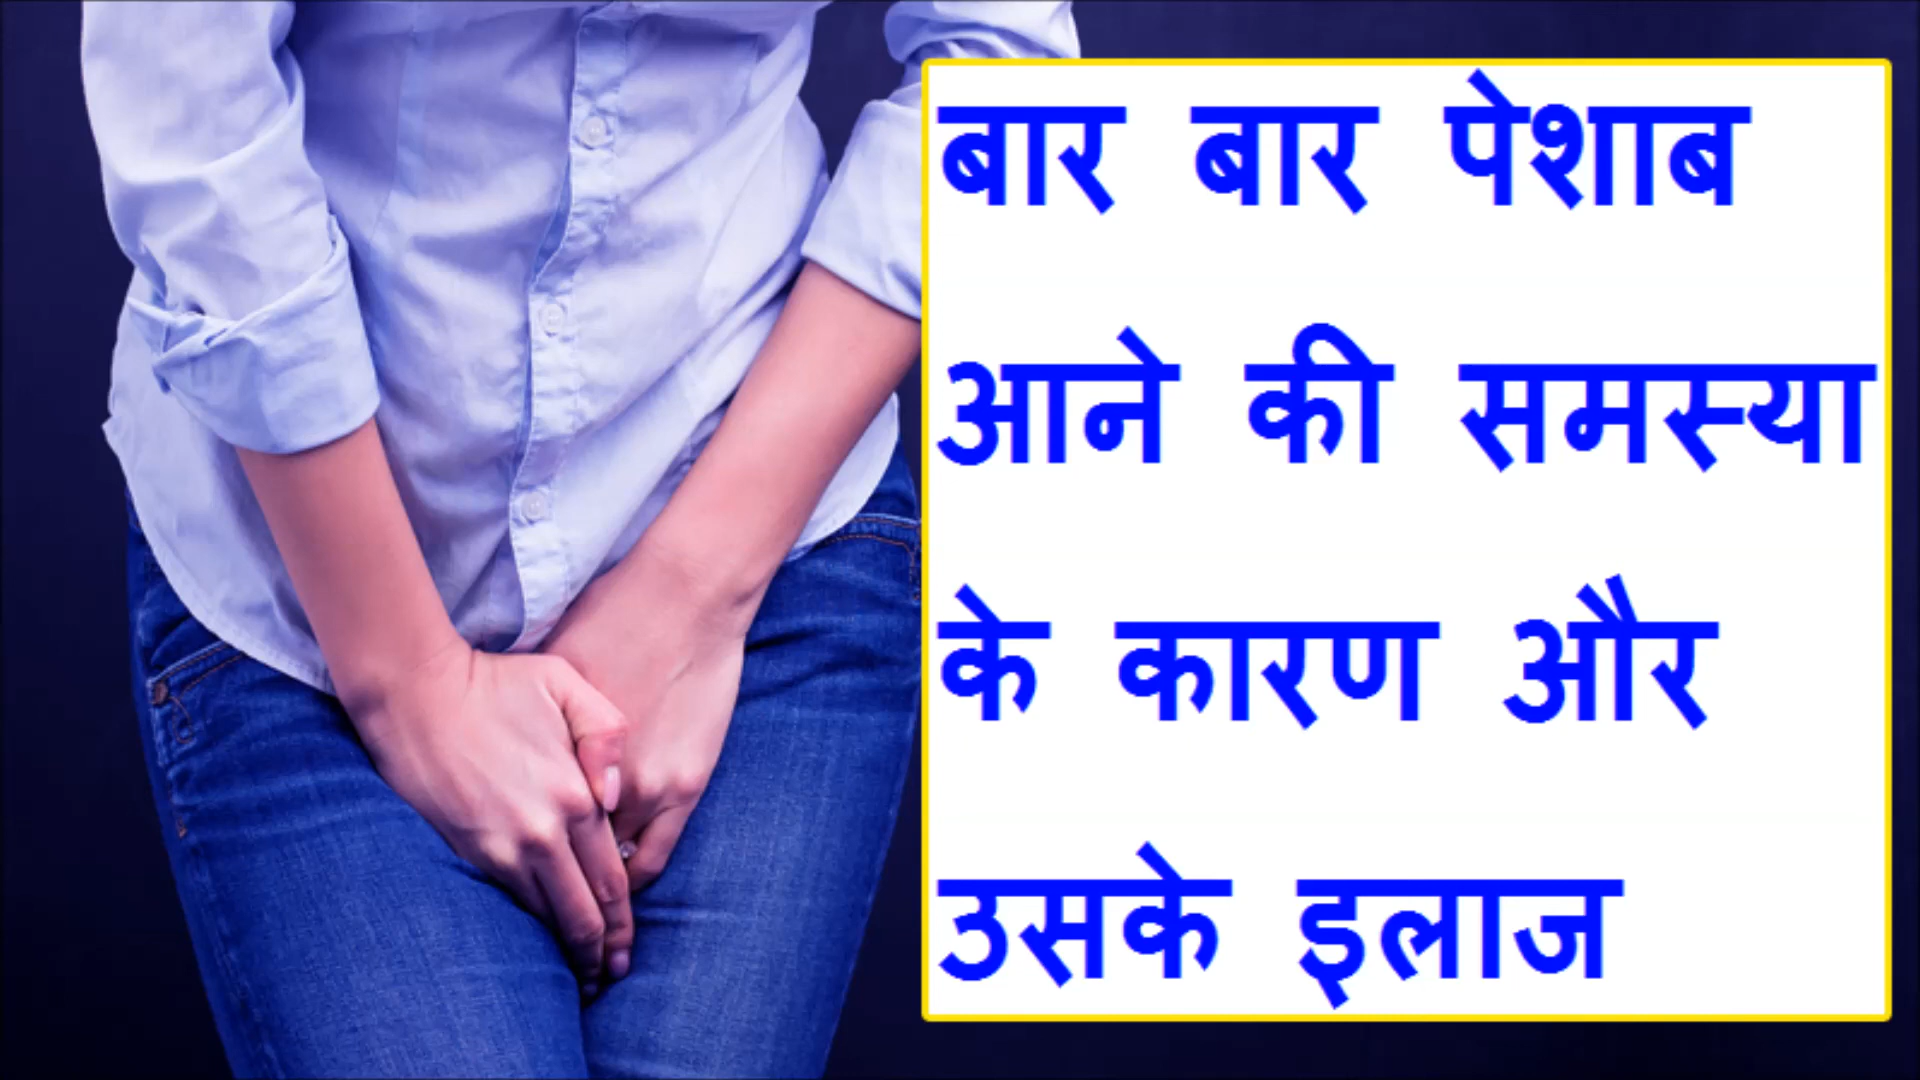 बार बार पेशाब
आने की समस्या
के कारण और
उसके इलाज